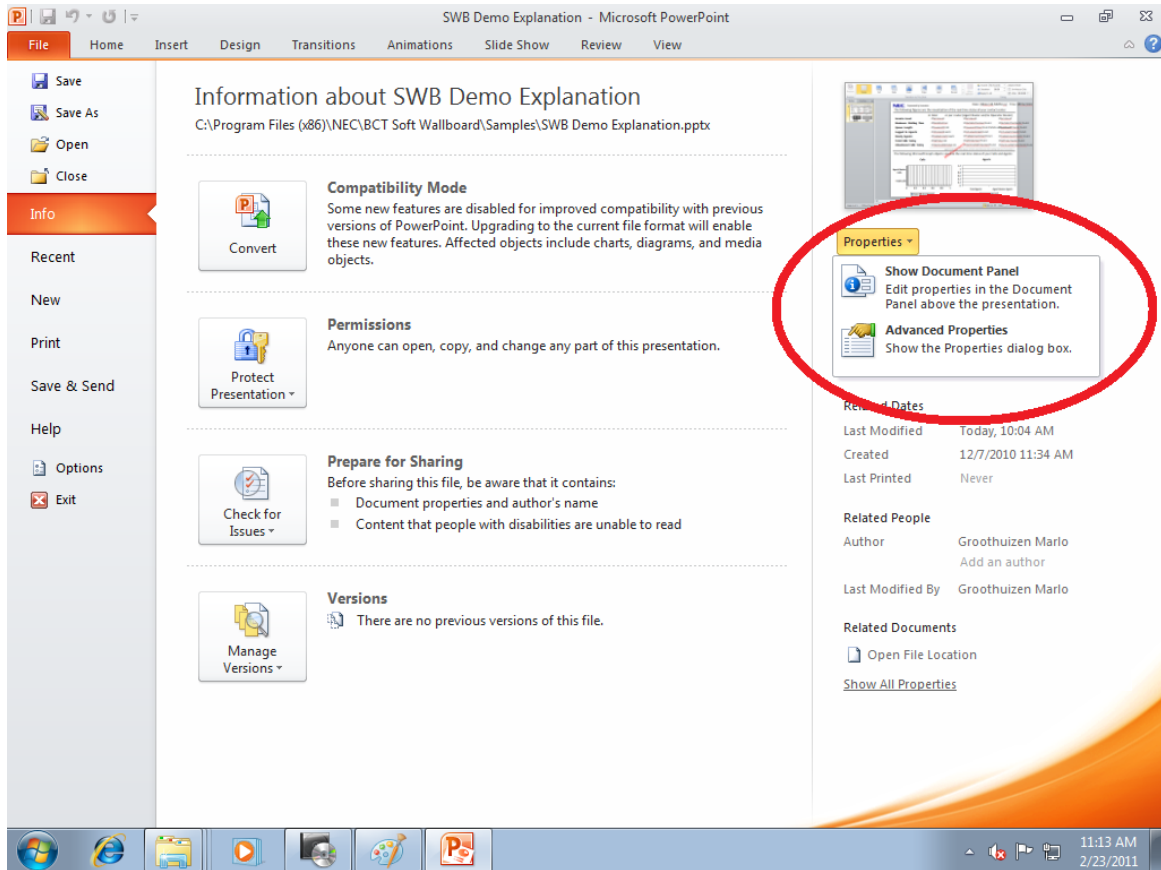 SWB Demo Explanation - Microsoft PowerPoint
File Home Insert Design Transitions Animations Slide Show Review View
Save
Save As
Open
Close
Info
Recent
New
Print
Save & Send
Help
Options
Exit
Information about SWB Demo Explanation
C:\Program Files (x86)\NEC\BCT Soft Wallboard\Samples\SWB Demo Explanation.pptx
Convert
Compatibility Mode
Some new features are disabled for improved compatibility with previous
versions of PowerPoint. Upgrading to the current file format will enable
these new features. Affected objects include charts, diagrams, and media
objects.
Protect
Presentation
Permissions
Anyone can open, copy, and change any part of this presentation.
Check for
Issues
Prepare for Sharing
Before sharing this file, be aware that it contains:
Document properties and author's name
Content that people with disabilities are unable to read
Manage
Versions
Versions
There are no previous versions of this file.
NEC
Properties
Show Document Panel
Edit properties in the Document
Panel above the presentation.
Advanced Properties
Show the Properties dialog box.
Related Dates
Last Modified Today, 10:04 AM
Created 12/7/2010 11:34 AM
Last Printed Never
Related People
Author Groothuizen Marlo
Add an author
Last Modified By Groothuizen Marlo
Related Documents
Open File Location
Show All Properties
11:13 AM
2/23/2011